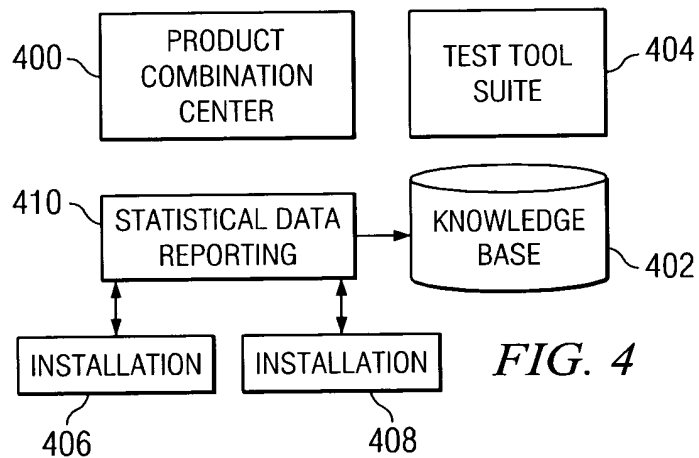 400
PRODUCT
COMBINATION
CENTER
TEST TOOL
SUITE
404
410
STATISTICAL DATA
REPORTING
KNOWLEDGE
BASE
402
INSTALLATION
INSTALLATION
FIG. 4
406
408